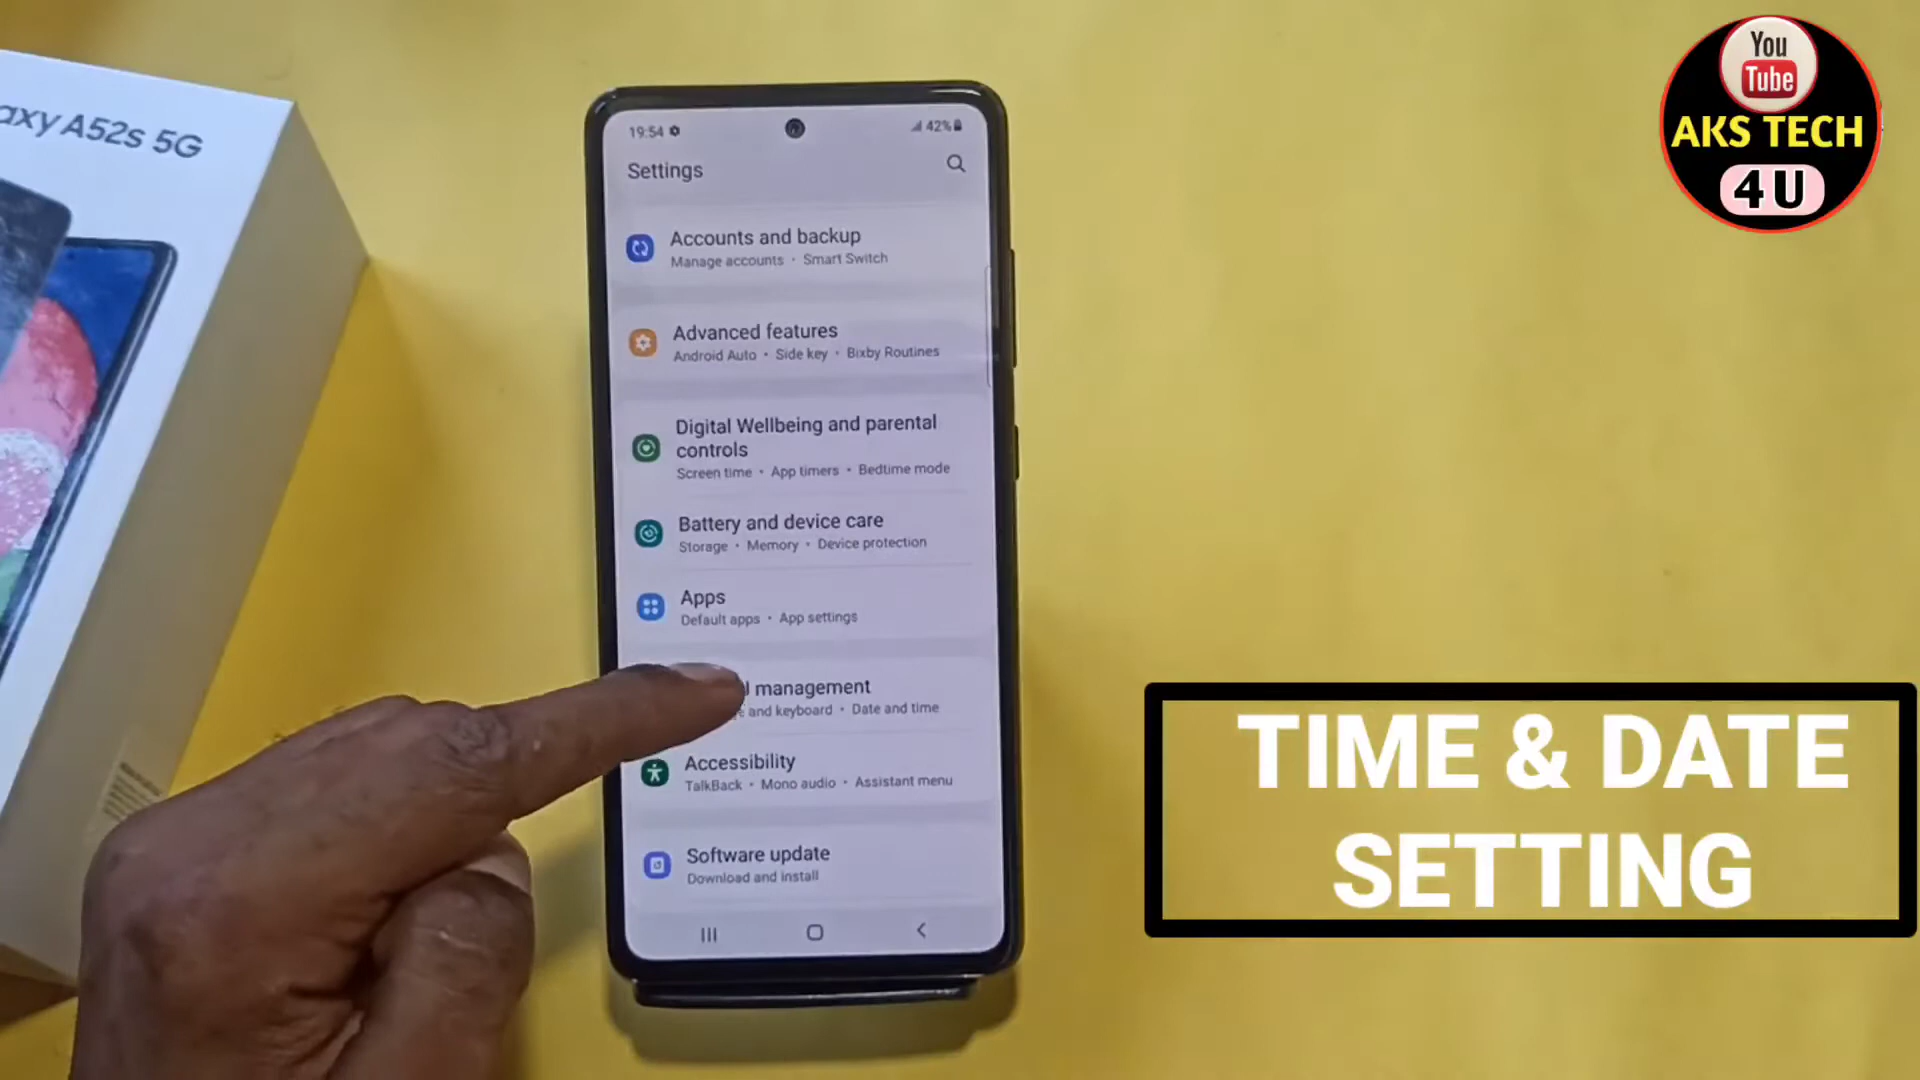 axy A52s 5G
19:54
42%
Settings
Accounts and backup
Manage accounts • Smart Switch
Advanced features
Android Auto • Side key • Bixby Routines
Digital Wellbeing and parental
controls
Screen time • App timers • Bedtime mode
Battery and device care
Storage • Memory • Device protection
Apps
Default apps • App settings
l management
e and keyboard • Date and time
Accessibility
TalkBack • Mono audio • Assistant menu
Software update
Download and install
You
Tube
AKS TECH
4 U
TIME & DATE
SETTING